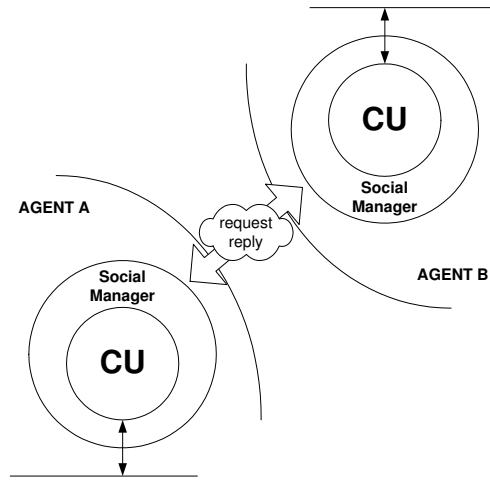 CU
Social
Manager
AGENT A
request
reply
AGENT B
Social
Manager
CU